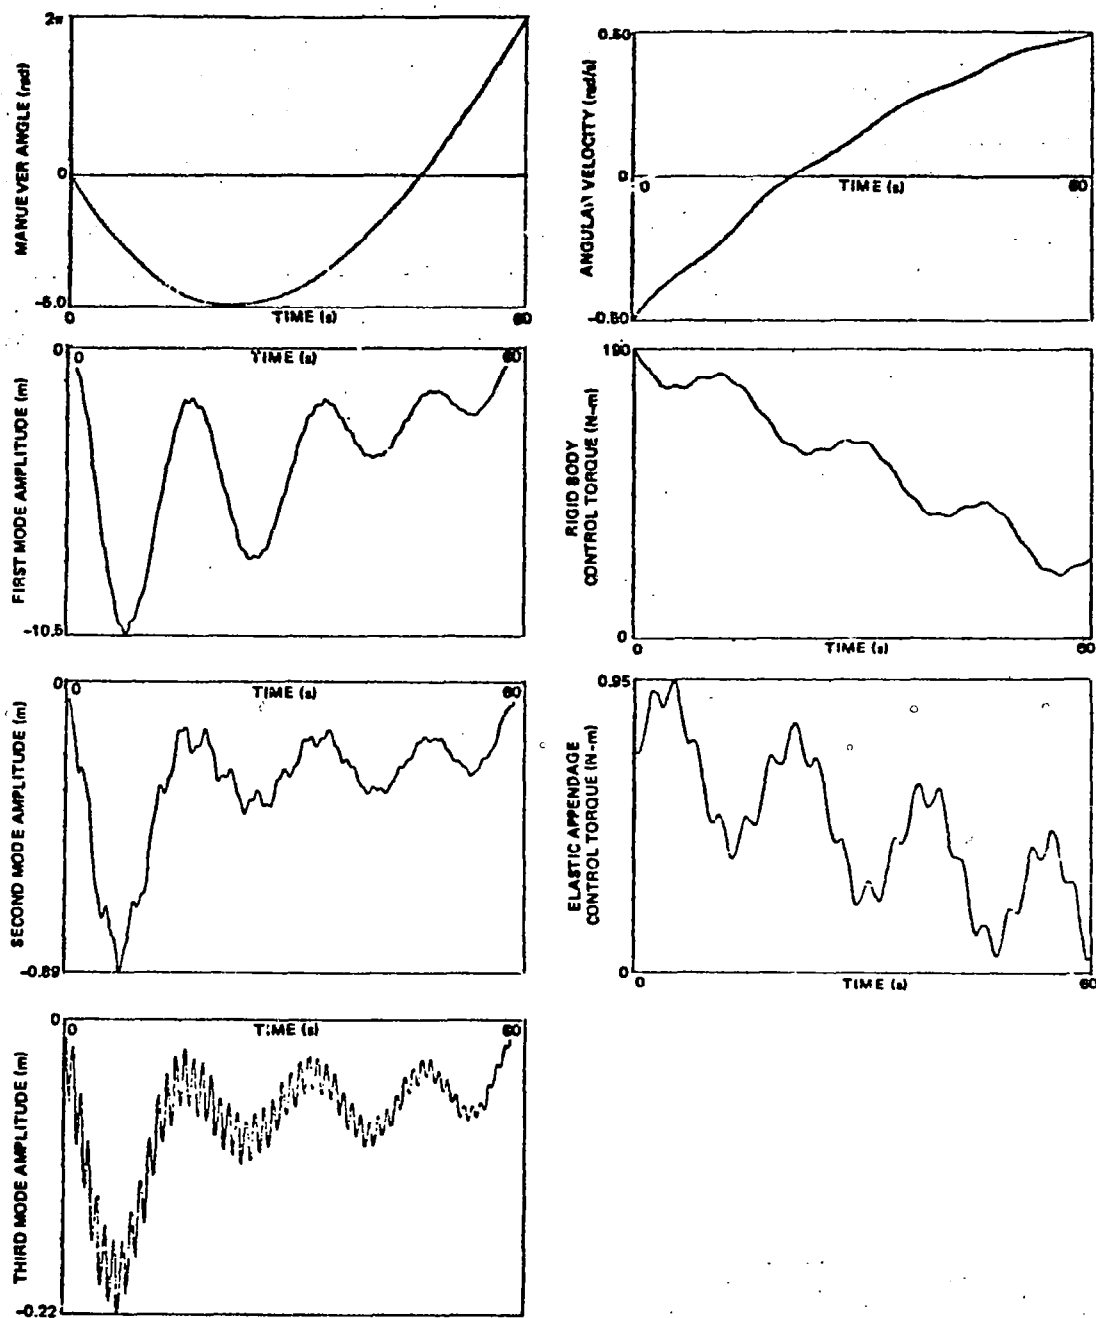 2π
MANUEVER ANGLE (rad)
0
-6.0
0
TIME (s)
60
0.50
ANGULAR VELOCITY (rad/s)
0
0
TIME (s)
60
-0.50
0
0
TIME (s)
60
FIRST MODE AMPLITUDE (m)
-10.5
190
RIGID BODY
CONTROL TORQUE (N-m)
0
0
TIME (s)
60
0
0
TIME (s)
60
SECOND MODE AMPLITUDE (m)
-0.89
0.95
ELASTIC APPENDAGE
CONTROL TORQUE (N-m)
0
0
TIME (s)
60
0
0
TIME (s)
60
THIRD MODE AMPLITUDE (m)
-0.22